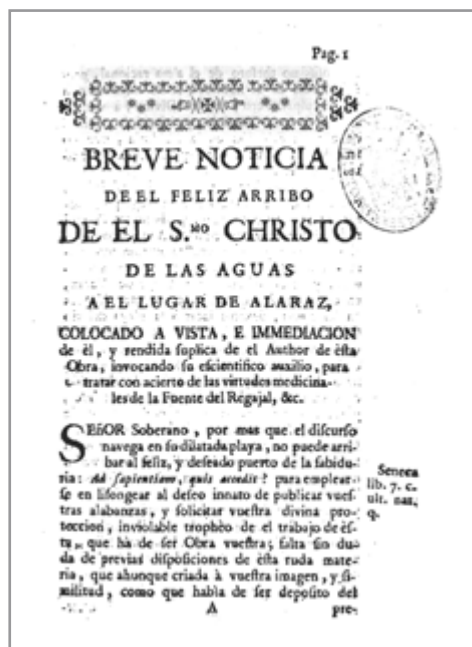 Pag. 1
BREVE NOTICIA
DE EL FELIZ ARRIBO
DE EL S.MO CHRISTO
DE LAS AGUAS
A EL LUGAR DE ALARAZ,
COLOCADO A VISTA, E IMMEDIACION
de èl, y rendida ſuplica de el Author de èſta
Obra, invocando ſu eſcientifico auxilio, para
tratar con acierto de las virtudes medicina-
les de la Fuente del Regajal, &c.
SEñOR Soberano, por mas que el diſcurſo
navega en ſu dilatada playa, no puede arri-
bar al feliz, y deſeado puerto de la ſabidu-
ria: Ad ſapientiam, quis accedit? para emplear-
ſe en liſongear al deſeo innato de publicar vueſ-
tras alabanzas, y ſolicitar vueſtra divina pro-
teccion, inviolable trophèo de el trabajo de èſ-
ta, que hà de ſer Obra vueſtra; falta ſin du-
da de previas diſpoſiciones de èſta ruda mate-
ria, que ahunque criada à vueſtra imagen, y ſi-
militud, como que habia de ſer depoſito del
A pre-
Seneca
lib. 7. c.
ult. nat.
q.